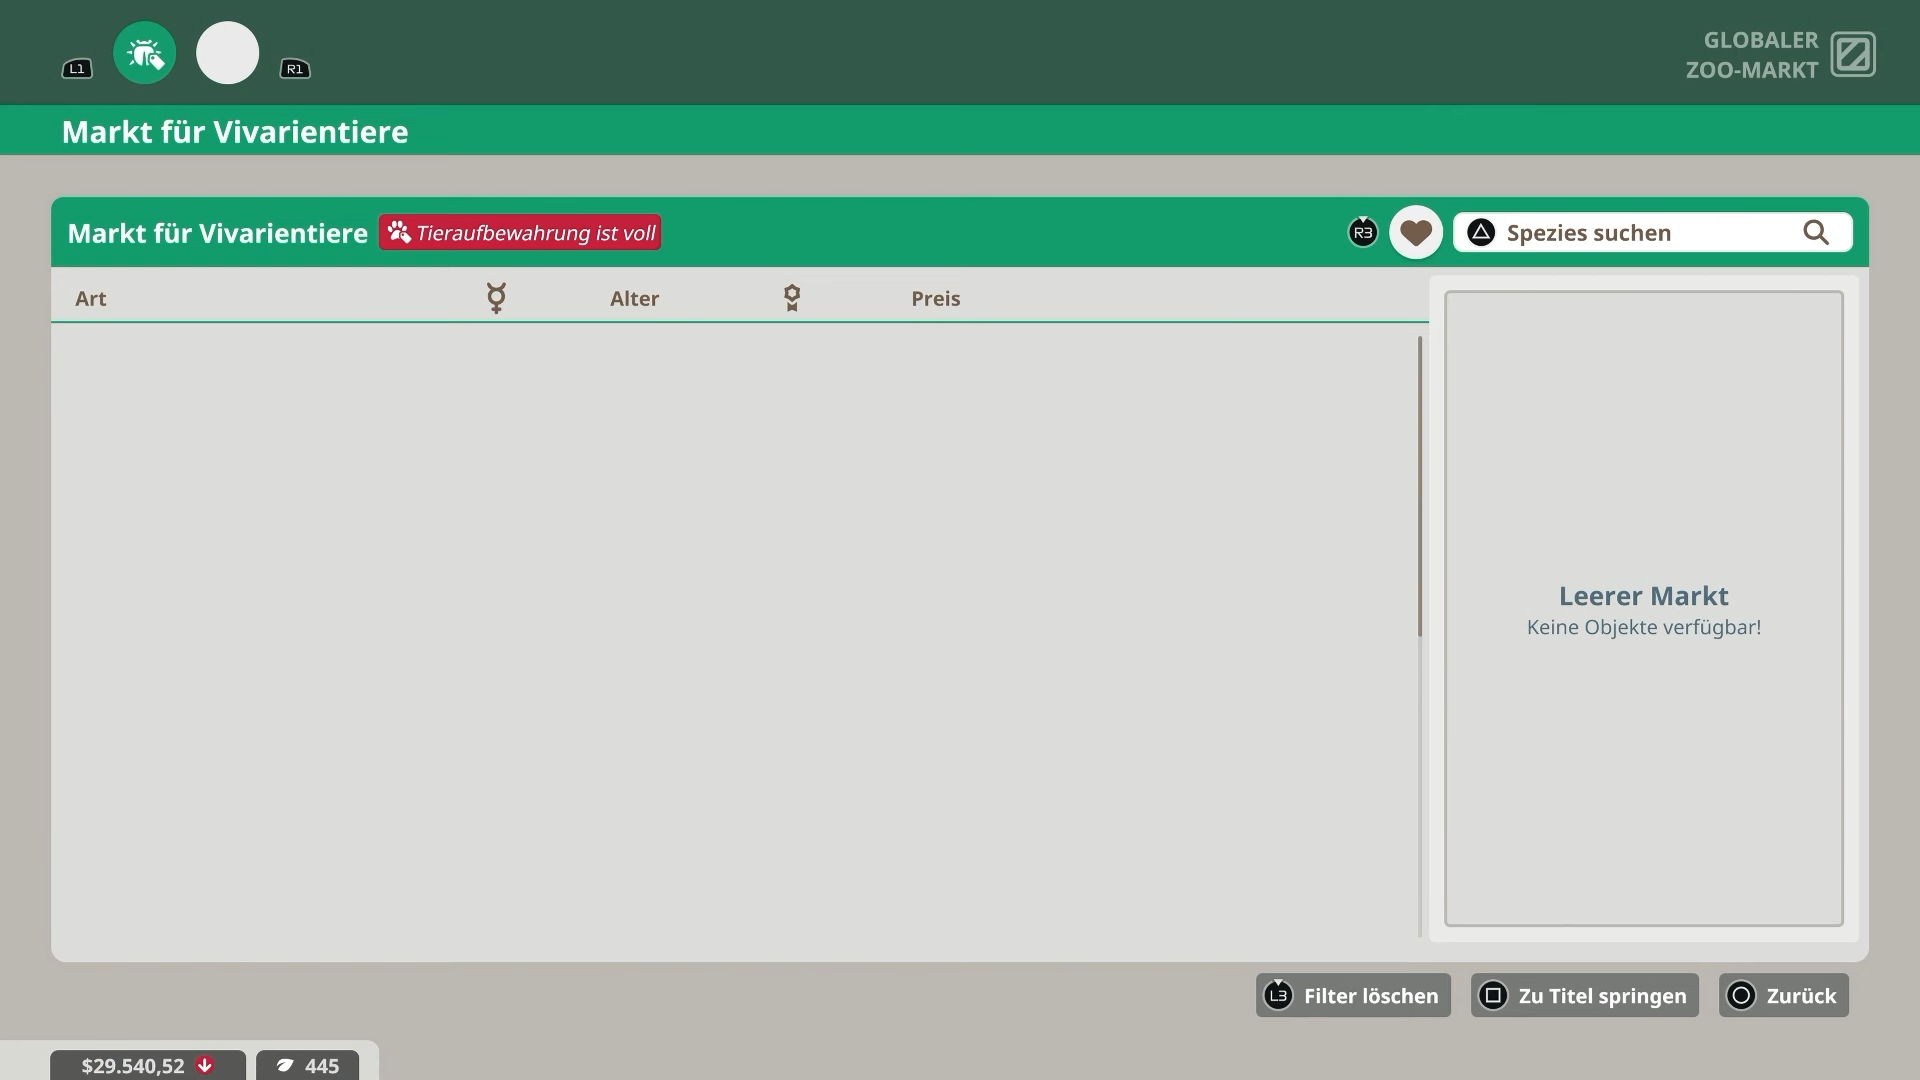 L1
R1
GLOBALER
ZOO-MARKT
Markt für Vivarientiere
Markt für Vivarientiere
Tieraufbewahrung ist voll
R3
Spezies suchen
Art
Alter
Preis
Leerer Markt
Keine Objekte verfügbar!
L3 Filter löschen
Zu Titel springen
Zurück
$29.540,52
445